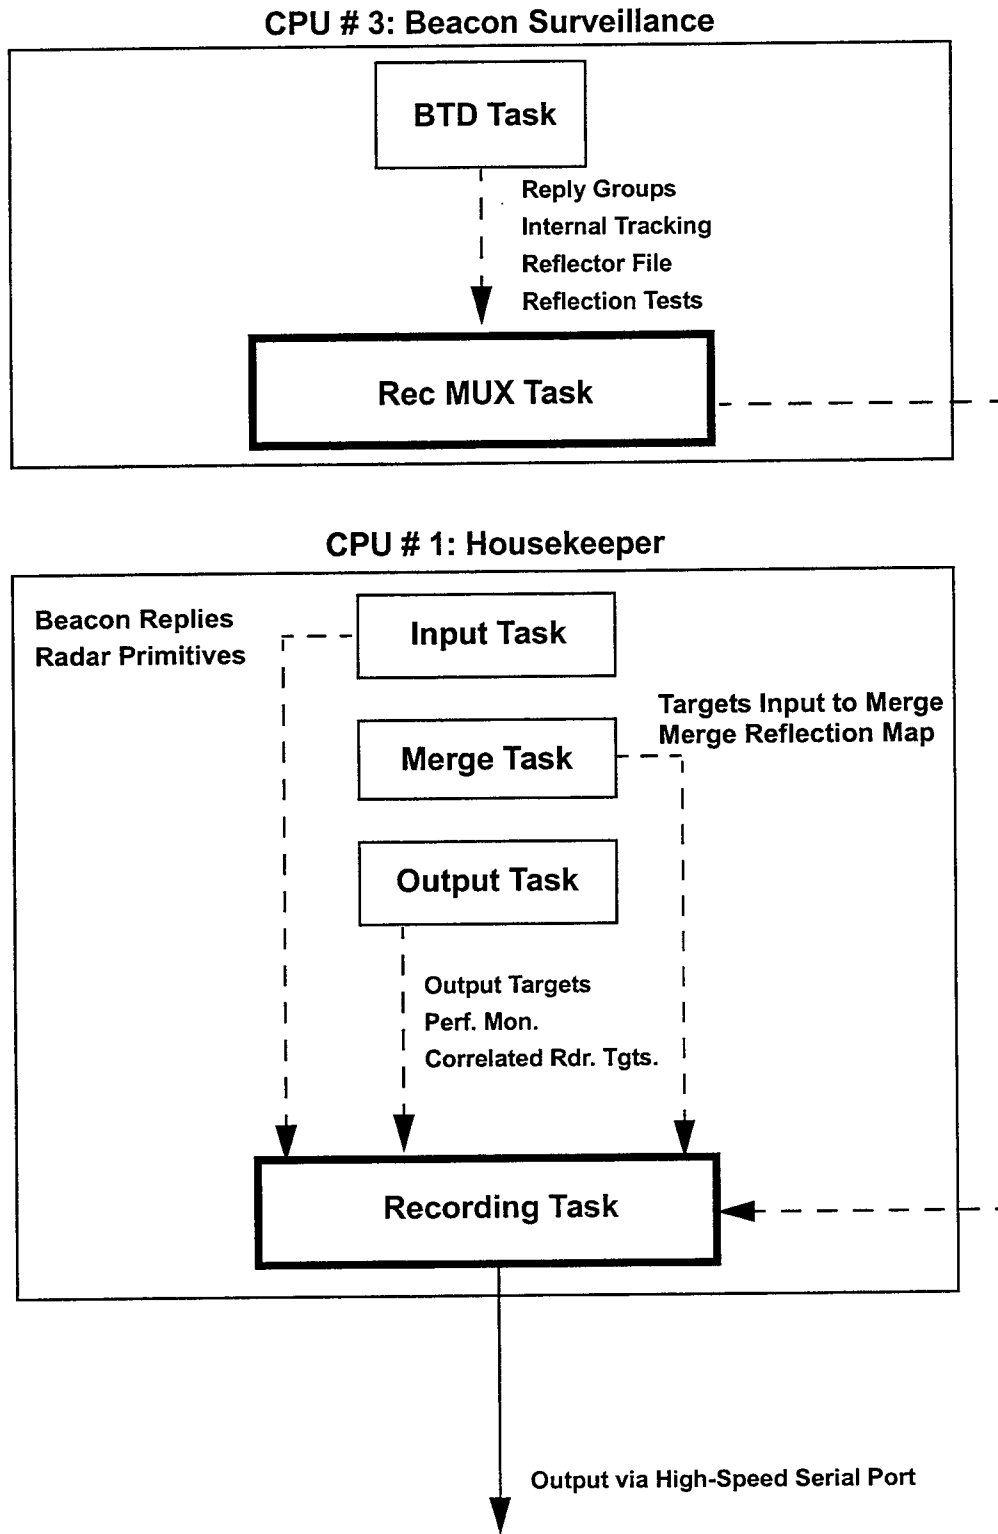 CPU # 3: Beacon Surveillance
BTD Task
Reply Groups
Internal Tracking
Reflector File
Reflection Tests
Rec MUX Task
CPU # 1: Housekeeper
Beacon Replies
Radar Primitives
Input Task
Targets Input to Merge
Merge Reflection Map
Merge Task
Output Task
Output Targets
Perf. Mon.
Correlated Rdr. Tgts.
Recording Task
Output via High-Speed Serial Port